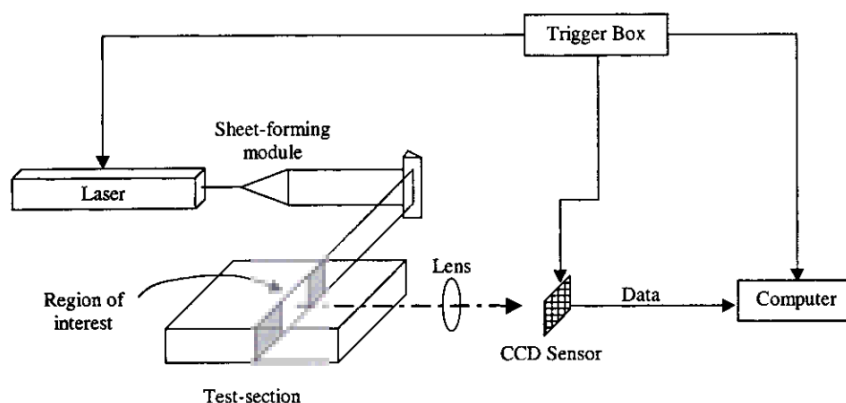 Trigger Box
Sheet-forming
module
Laser
Lens
Region of
interest
Data
Computer
CCD Sensor
Test-section